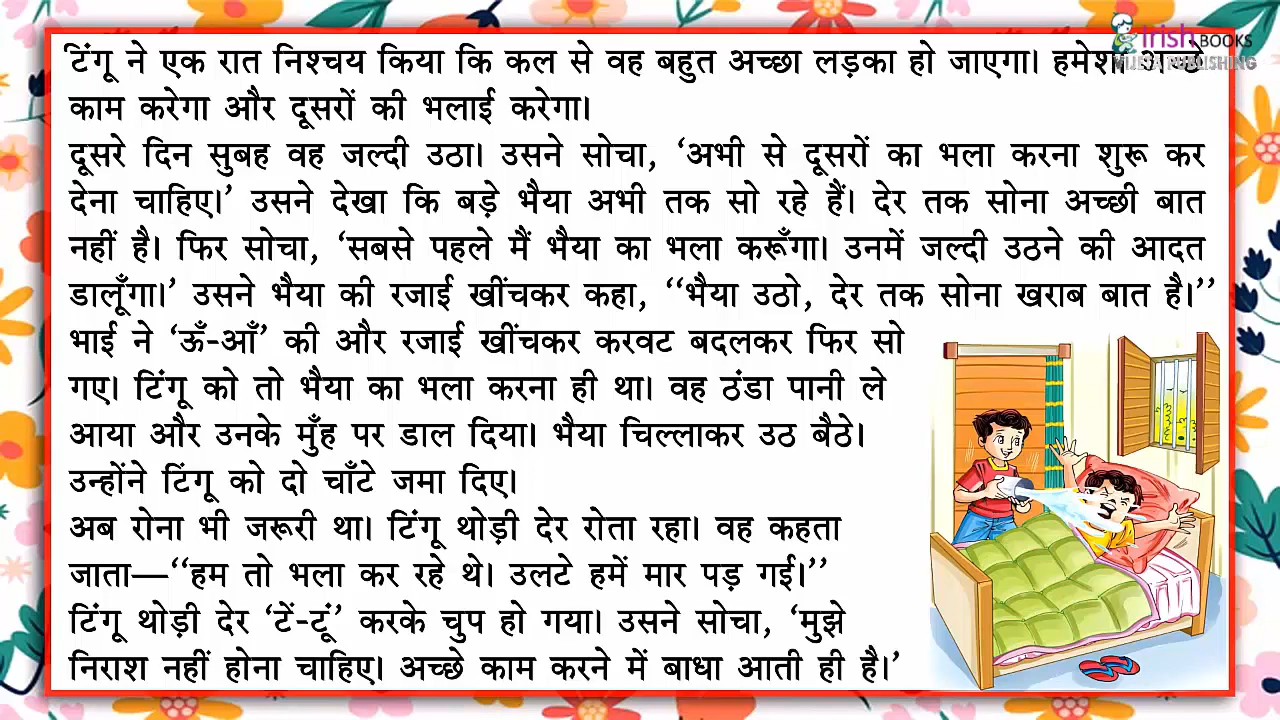 irish BOOKS
VIJETA PUBLISHING
टिंगू ने एक रात निश्चय किया कि कल से वह बहुत अच्छा लड़का हो जाएगा। हमेशा अच्छे
काम करेगा और दूसरों की भलाई करेगा।
दूसरे दिन सुबह वह जल्दी उठा। उसने सोचा, ‘अभी से दूसरों का भला करना शुरू कर
देना चाहिए।’ उसने देखा कि बड़े भैया अभी तक सो रहे हैं। देर तक सोना अच्छी बात
नहीं है। फिर सोचा, ‘सबसे पहले मैं भैया का भला करूँगा। उनमें जल्दी उठने की आदत
डालूँगा।’ उसने भैया की रजाई खींचकर कहा, ‘‘भैया उठो, देर तक सोना खराब बात है।’’
भाई ने ‘ऊँ-आँ’ की और रजाई खींचकर करवट बदलकर फिर सो
गए। टिंगू को तो भैया का भला करना ही था। वह ठंडा पानी ले
आया और उनके मुँह पर डाल दिया। भैया चिल्लाकर उठ बैठे।
उन्होंने टिंगू को दो चाँटे जमा दिए।
अब रोना भी जरूरी था। टिंगू थोड़ी देर रोता रहा। वह कहता
जाता—‘‘हम तो भला कर रहे थे। उलटे हमें मार पड़ गई।’’
टिंगू थोड़ी देर ‘टें-टूं’ करके चुप हो गया। उसने सोचा, ‘मुझे
निराश नहीं होना चाहिए। अच्छे काम करने में बाधा आती ही है।’